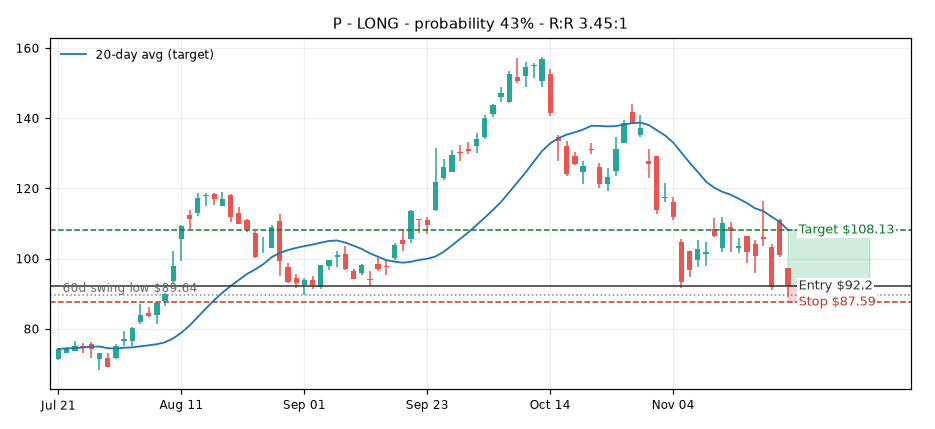 P - LONG - probability 43% - R:R 3.45:1
20-day avg (target)
160
140
120
100
80
Target $108.13
60d swing low $89.64
Entry $92.2
Stop $87.59
Jul 21
Aug 11
Sep 01
Sep 23
Oct 14
Nov 04